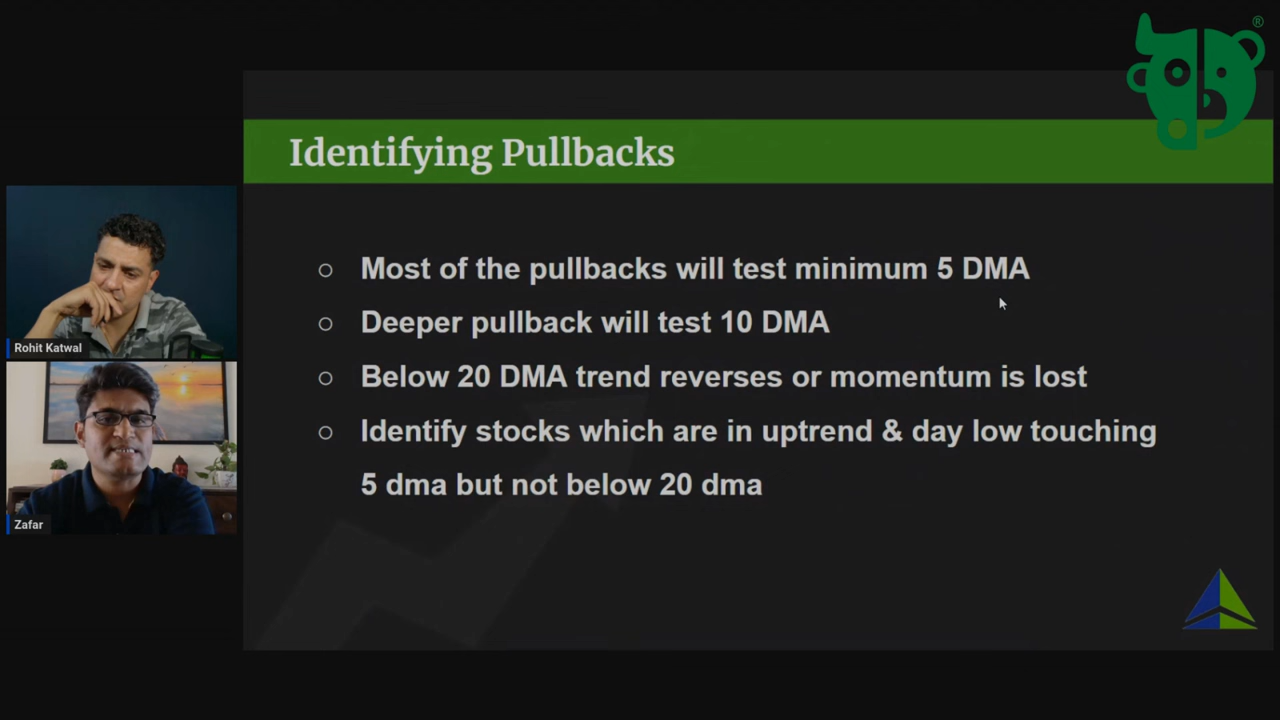 ®
Identifying Pullbacks
Most of the pullbacks will test minimum 5 DMA
Deeper pullback will test 10 DMA
Below 20 DMA trend reverses or momentum is lost
Identify stocks which are in uptrend & day low touching
5 dma but not below 20 dma
Rohit Katwal
Zafar